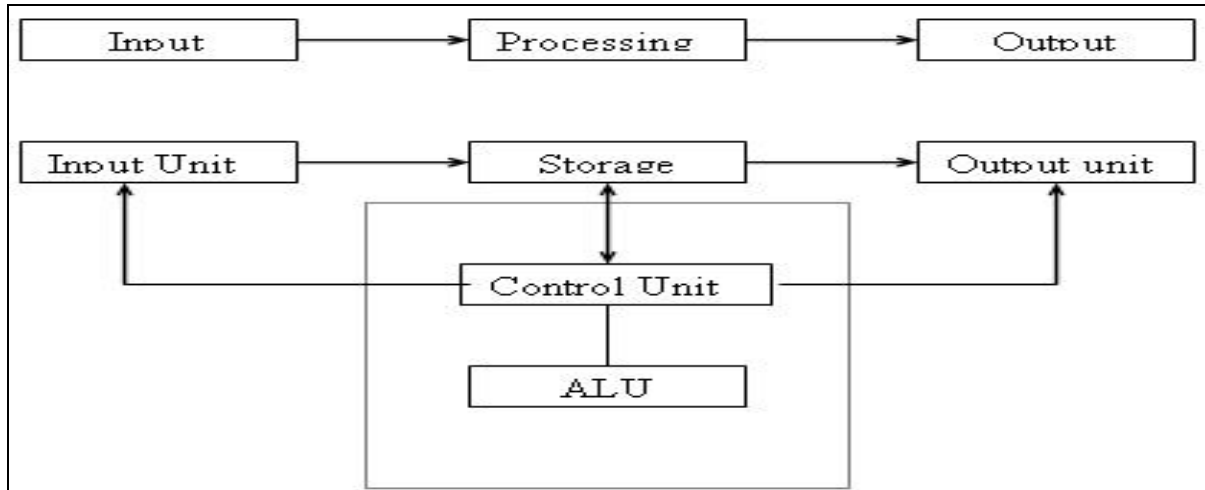 Input
Processing
Output
Input Unit
Storage
Output unit
Control Unit
ALU